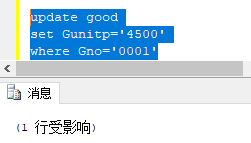 update good
set Gunitp='4500'
where Gno='0001'
消息
(1 行受影响)